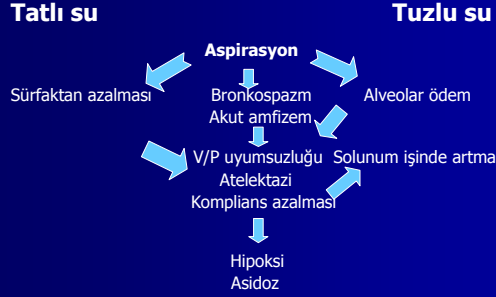 Tatlı su
Tuzlu su
Aspirasyon
Sürfaktan azalması
Bronkospazm
Akut amfizem
Alveolar ödem
V/P uyumsuzluğu
Atelektazi
Komplians azalması
Solunum işinde artma
Hipoksi
Asidoz